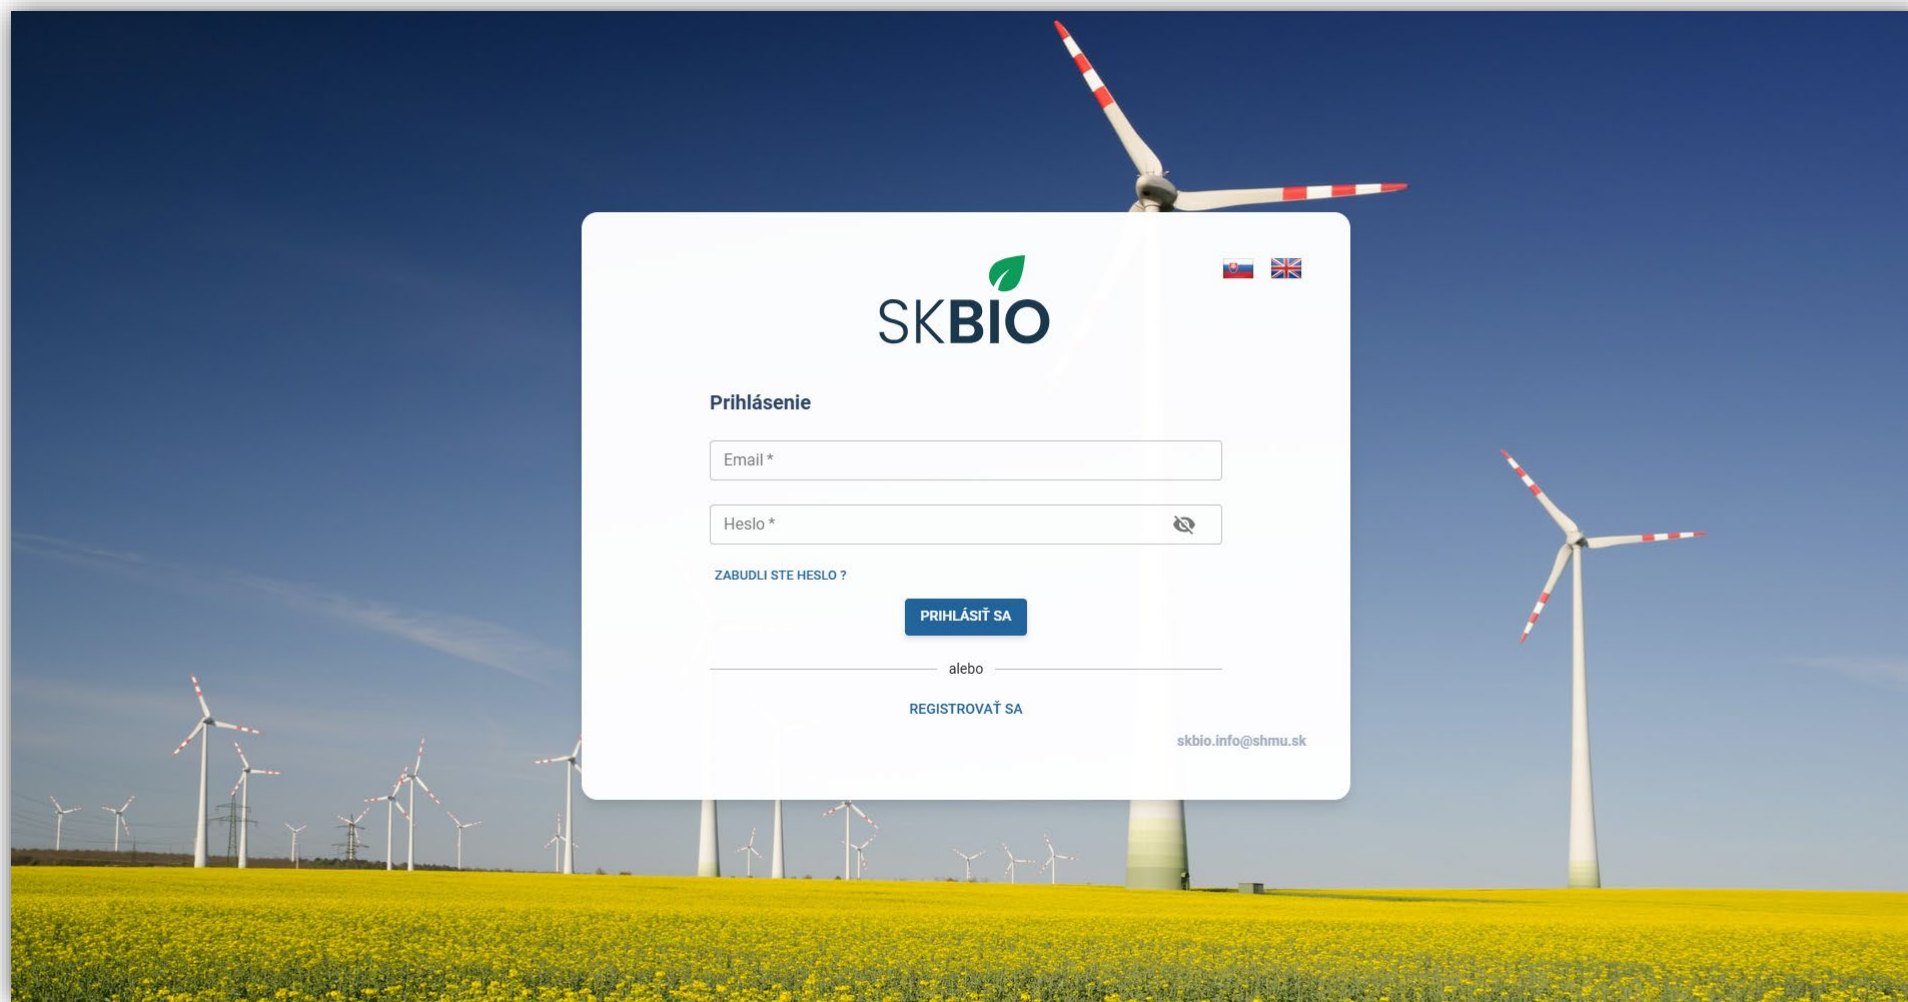 SKBIO
Prihlásenie
Email *
Heslo *
ZABUDLI STE HESLO ?
PRIHLÁSIŤ SA
alebo
REGISTROVAŤ SA
skbio.info@shmu.sk